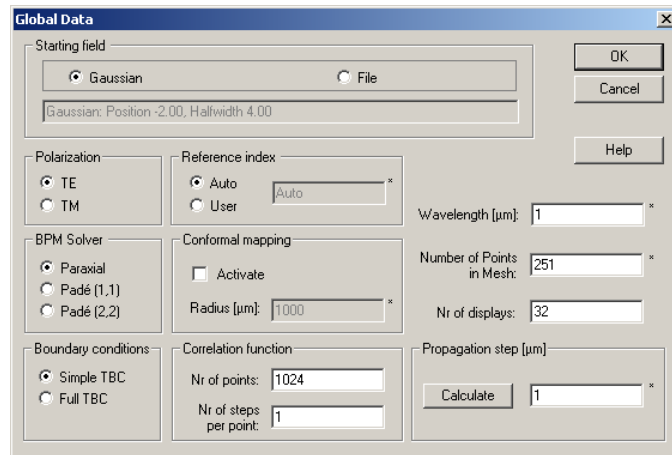 Global Data
Starting field
Gaussian File
Gaussian: Position -2.00, Halfwidth 4.00
OK
Cancel
Help
Polarization
TE
TM
Reference index
Auto Auto *
User
Wavelength [µm]: 1 *
BPM Solver
Paraxial
Padé (1,1)
Padé (2,2)
Conformal mapping
Activate
Radius [µm]: 1000 *
Number of Points
in Mesh: 251 *
Nr of displays: 32
Boundary conditions
Simple TBC
Full TBC
Correlation function
Nr of points: 1024
Nr of steps
per point: 1
Propagation step [µm]
Calculate 1 *